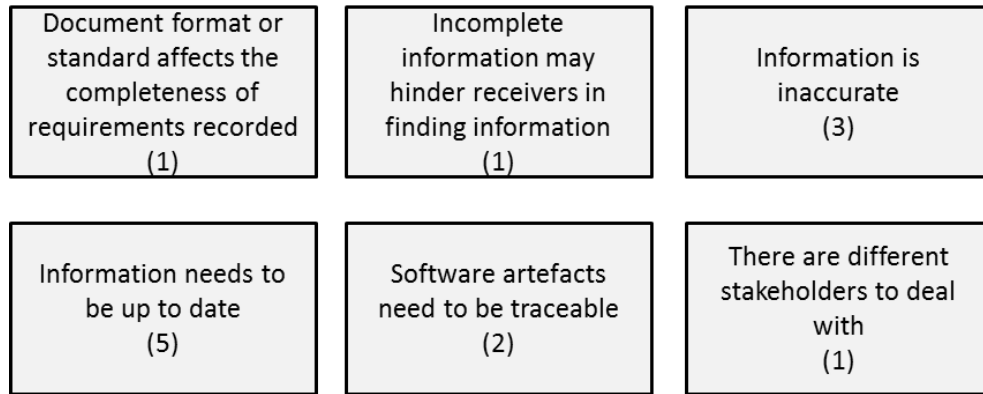 Document format or
standard affects the
completeness of
requirements recorded
(1)
Incomplete
information may
hinder receivers in
finding information
(1)
Information is
inaccurate
(3)
Information needs to
be up to date
(5)
Software artefacts
need to be traceable
(2)
There are different
stakeholders to deal
with
(1)